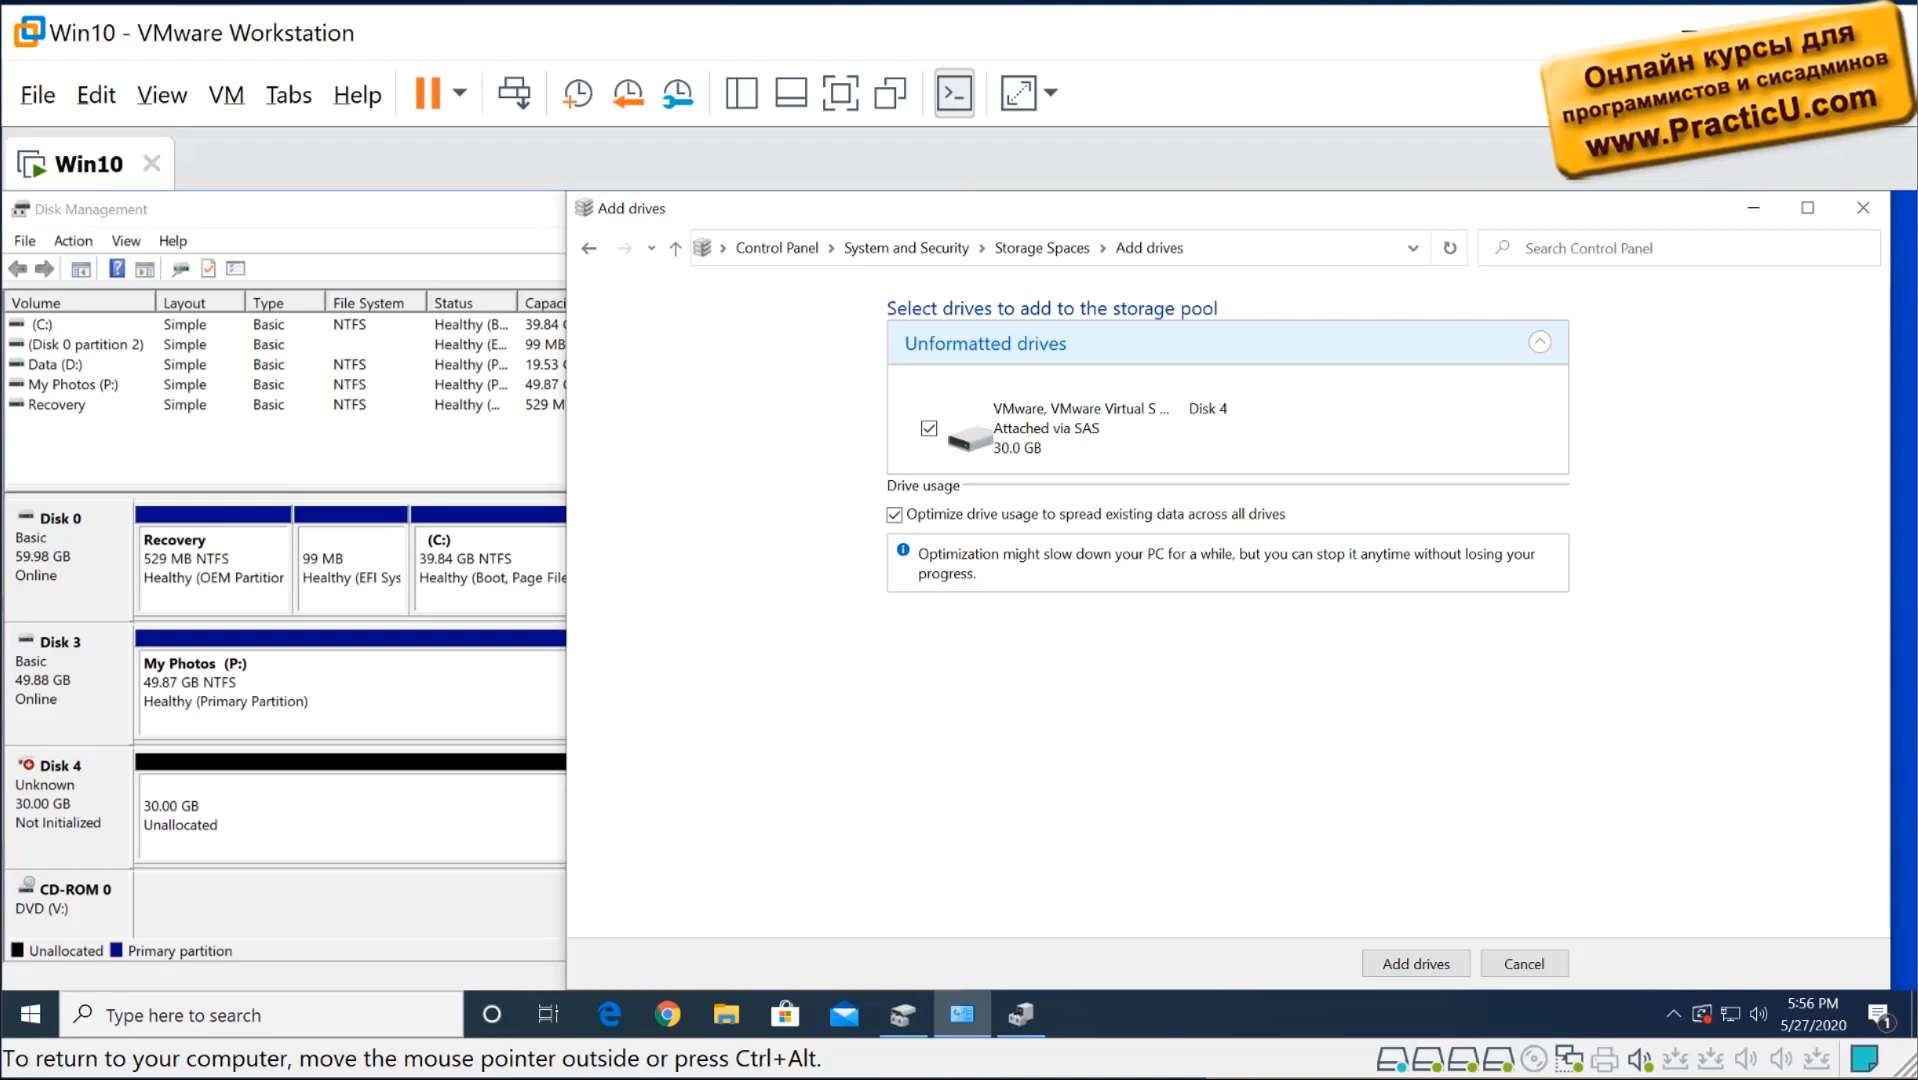 Win10 - VMware Workstation
File Edit View VM Tabs Help
Онлайн курсы для
программистов и сисадминов
www.PracticU.com
Win10
Disk Management
File Action View Help
Volume Layout Type File System Status Capaci
(C:) Simple Basic NTFS Healthy (B... 39.84 G
(Disk 0 partition 2) Simple Basic Healthy (E... 99 MB
Data (D:) Simple Basic NTFS Healthy (P... 19.53 G
My Photos (P:) Simple Basic NTFS Healthy (P... 49.87 G
Recovery Simple Basic NTFS Healthy (... 529 M
Disk 0
Basic
59.98 GB
Online
Recovery
529 MB NTFS
Healthy (OEM Partition
99 MB
Healthy (EFI Sys
(C:)
39.84 GB NTFS
Healthy (Boot, Page File
Disk 3
Basic
49.88 GB
Online
My Photos (P:)
49.87 GB NTFS
Healthy (Primary Partition)
Disk 4
Unknown
30.00 GB
Not Initialized
30.00 GB
Unallocated
CD-ROM 0
DVD (V:)
Unallocated Primary partition
Add drives
Control Panel > System and Security > Storage Spaces > Add drives
Search Control Panel
Select drives to add to the storage pool
Unformatted drives
VMware, VMware Virtual S ... Disk 4
Attached via SAS
30.0 GB
Drive usage
Optimize drive usage to spread existing data across all drives
Optimization might slow down your PC for a while, but you can stop it anytime without losing your
progress.
Add drives Cancel
Type here to search
5:56 PM
5/27/2020
1
To return to your computer, move the mouse pointer outside or press Ctrl+Alt.